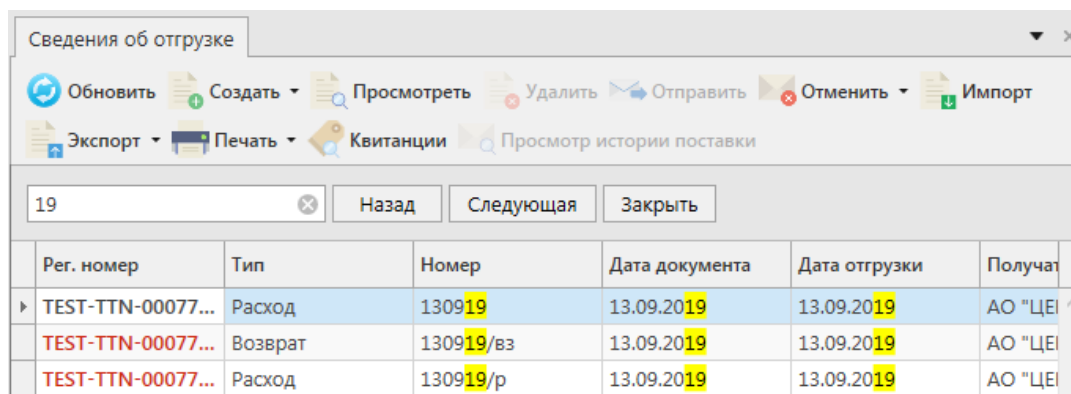 Сведения об отгрузке
Обновить Создать Просмотреть Удалить Отправить Отменить Импорт
Экспорт Печать Квитанции Просмотр истории поставки
19 Назад Следующая Закрыть
Рег. номер Тип Номер Дата документа Дата отгрузки Получат
TEST-TTN-00077... Расход 130919 13.09.2019 13.09.2019 АО "ЦЕ
TEST-TTN-00077... Возврат 130919/вз 13.09.2019 13.09.2019 АО "ЦЕ
TEST-TTN-00077... Расход 130919/р 13.09.2019 13.09.2019 АО "ЦЕ